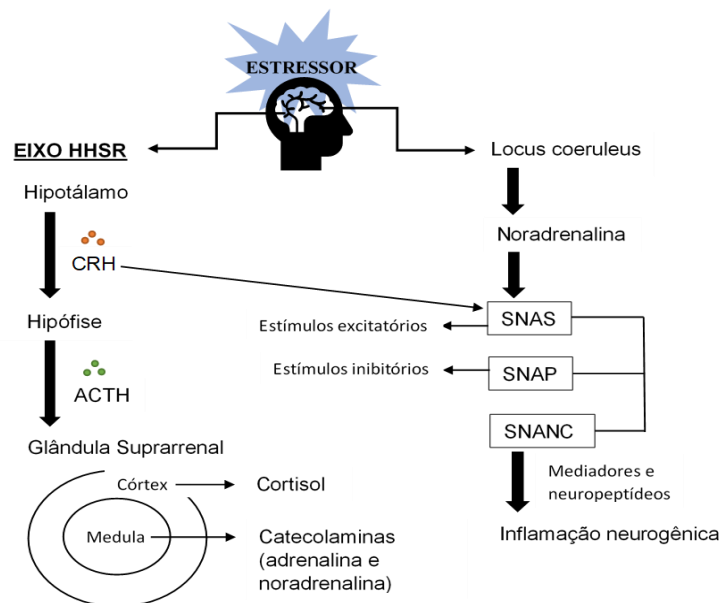 ESTRESSOR
EIXO HHSR
Hipotálamo
CRH
Hipófise
ACTH
Glândula Suprarrenal
Córtex
Cortisol
Medula
Catecolaminas
(adrenalina e
noradrenalina)
Locus coeruleus
Noradrenalina
SNAS
Estímulos excitatórios
SNAP
Estímulos inibitórios
SNANC
Mediadores e
neuropeptídeos
Inflamação neurogênica